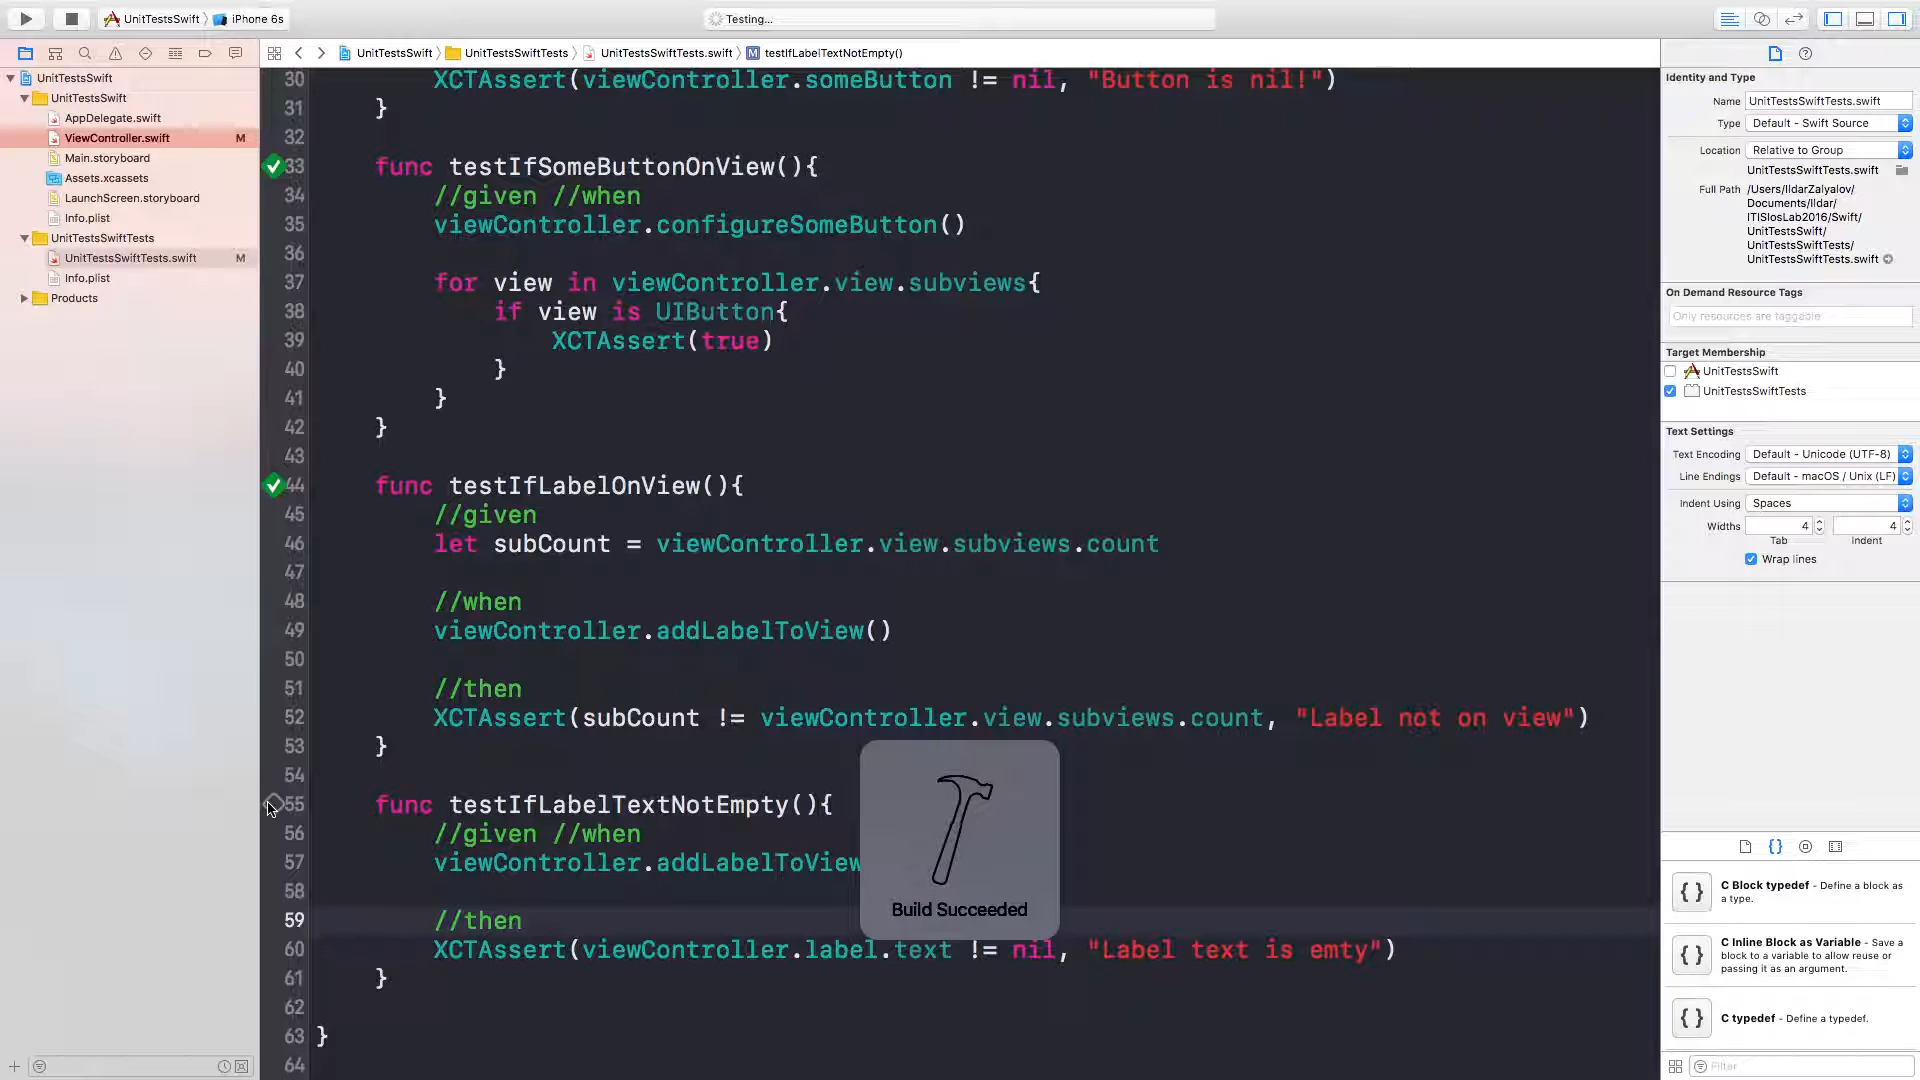 UnitTestsSwift
iPhone 6s
Testing...
UnitTestsSwift
UnitTestsSwiftTests
UnitTestsSwiftTests.swift
M
testIfLabelTextNotEmpty()
UnitTestsSwift
UnitTestsSwift
AppDelegate.swift
ViewController.swift M
Main.storyboard
Assets.xcassets
LaunchScreen.storyboard
Info.plist
UnitTestsSwiftTests
UnitTestsSwiftTests.swift M
Info.plist
Products
30 XCTAssert(viewController.someButton != nil, "Button is nil!")
31 }
32
33 func testIfSomeButtonOnView(){
34 //given //when
35 viewController.configureSomeButton()
36
37 for view in viewController.view.subviews{
38 if view is UIButton{
39 XCTAssert(true)
40 }
41 }
42 }
43
44 func testIfLabelOnView(){
45 //given
46 let subCount = viewController.view.subviews.count
47
48 //when
49 viewController.addLabelToView()
50
51 //then
52 XCTAssert(subCount != viewController.view.subviews.count, "Label not on view")
53 }
54
55 func testIfLabelTextNotEmpty(){
56 //given //when
57 viewController.addLabelToView
58
59 //then
60 XCTAssert(viewController.label.text != nil, "Label text is emty")
61 }
62
63 }
64
Build Succeeded
Identity and Type
Name UnitTestsSwiftTests.swift
Type Default - Swift Source
Location Relative to Group
UnitTestsSwiftTests.swift
Full Path /Users/IldarZalyalov/
Documents/Ildar/
ITISIosLab2016/Swift/
UnitTestsSwift/
UnitTestsSwiftTests/
UnitTestsSwiftTests.swift
On Demand Resource Tags
Only resources are taggable
Target Membership
UnitTestsSwift
UnitTestsSwiftTests
Text Settings
Text Encoding Default - Unicode (UTF-8)
Line Endings Default - macOS / Unix (LF)
Indent Using Spaces
Widths 4 4
Tab Indent
Wrap lines
{}
{ } C Block typedef - Define a block as
a type.
{ } C Inline Block as Variable - Save a
block to a variable to allow reuse or
passing it as an argument.
{ } C typedef - Define a typedef.
Filter